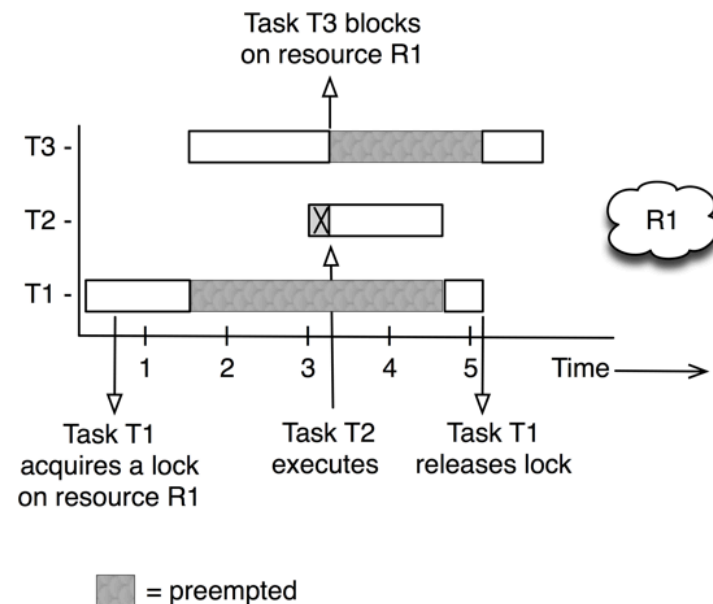 Task T3 blocks
on resource R1
T3 -
T2 -
R1
T1 -
1 2 3 4 5 Time
Task T1
acquires a lock
on resource R1
Task T2
executes
Task T1
releases lock
= preempted